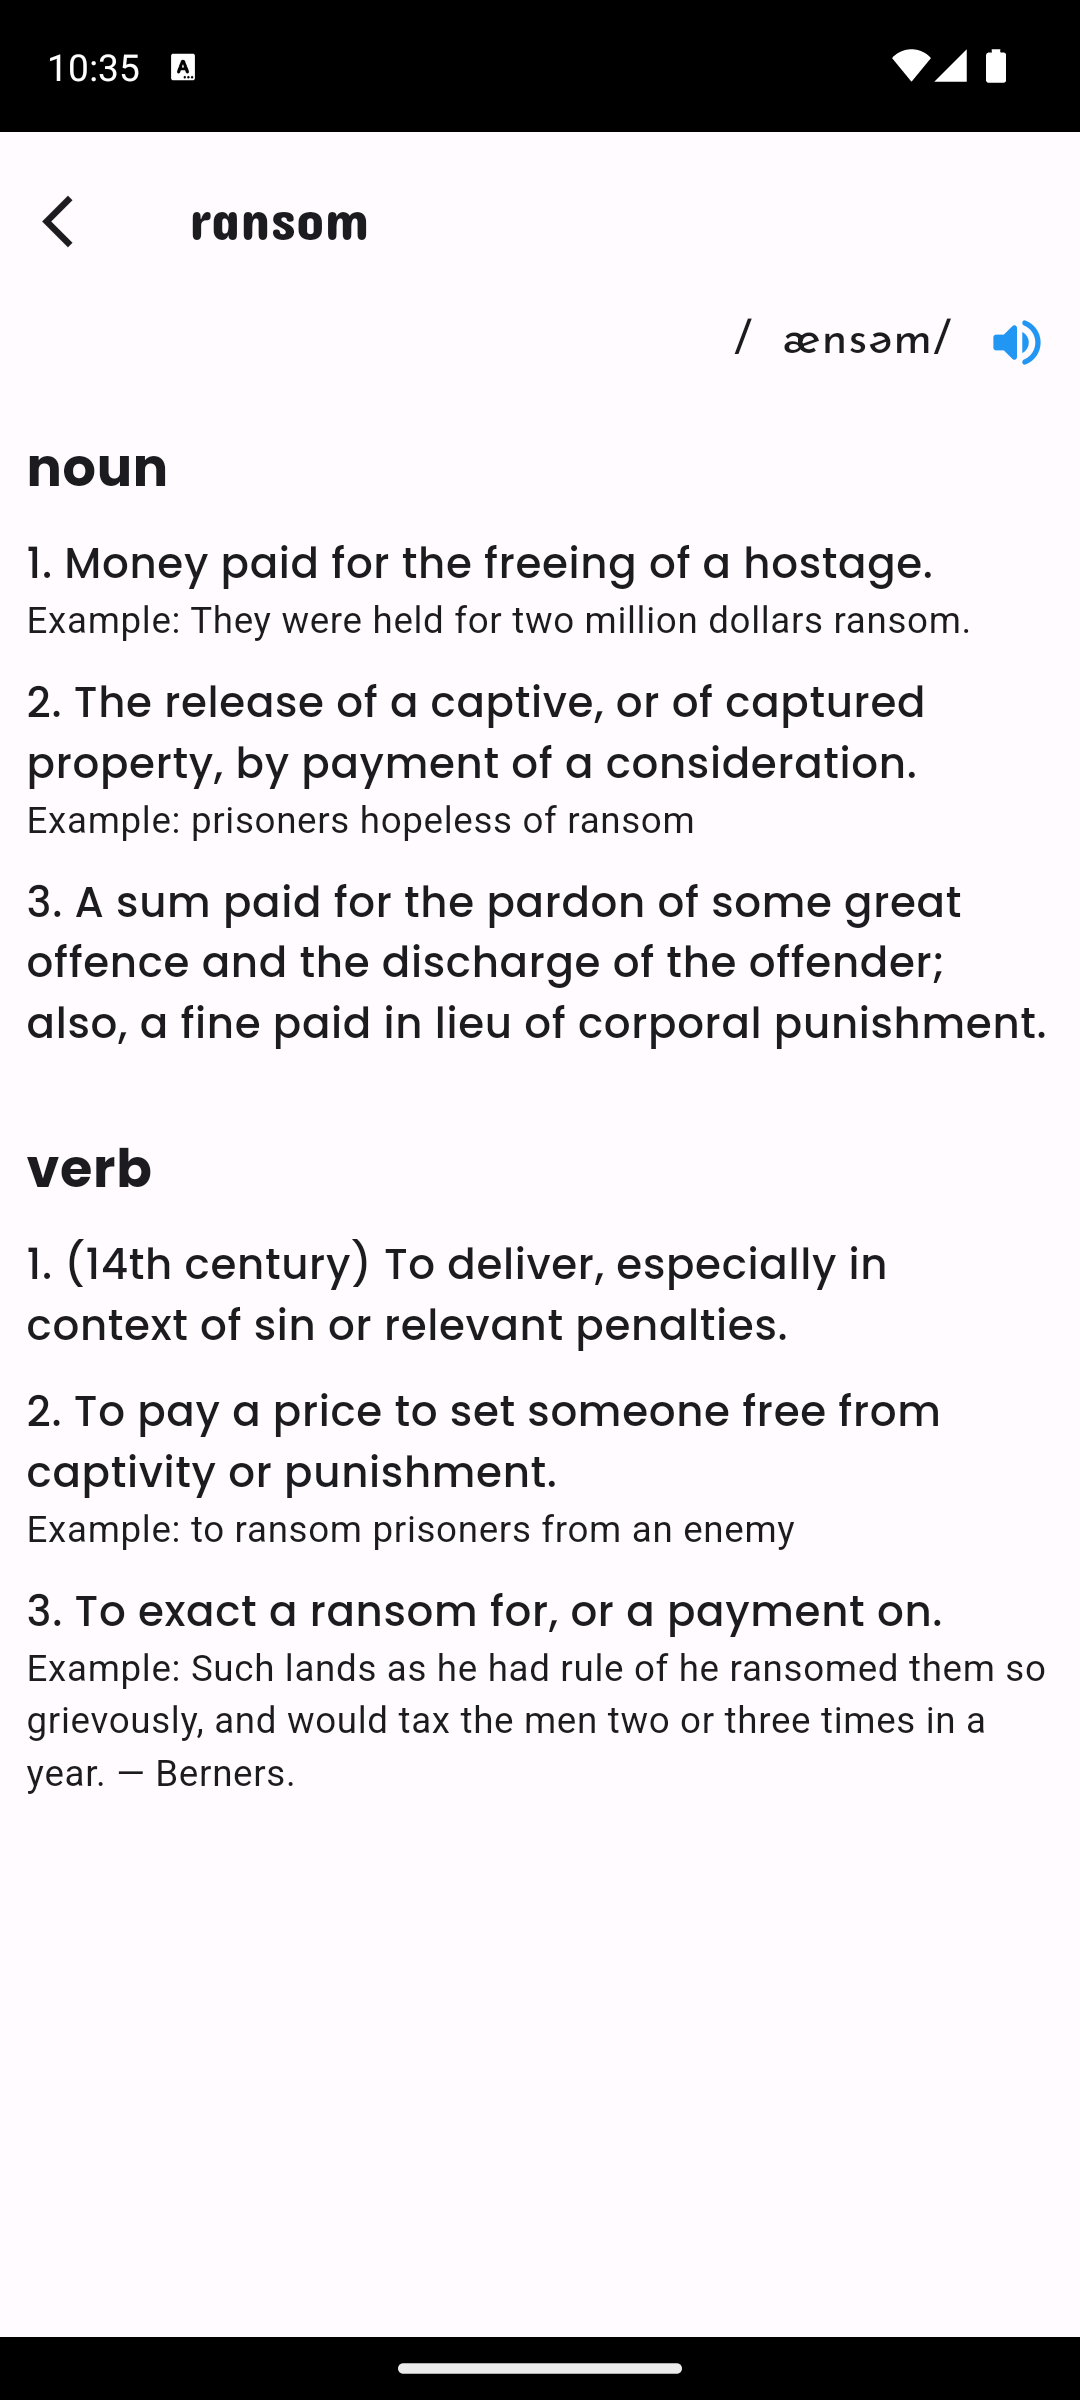 10:35
ransom
/ ænsəm/
noun
1. Money paid for the freeing of a hostage.
Example: They were held for two million dollars ransom.
2. The release of a captive, or of captured
property, by payment of a consideration.
Example: prisoners hopeless of ransom
3. A sum paid for the pardon of some great
offence and the discharge of the offender;
also, a fine paid in lieu of corporal punishment.
verb
1. (14th century) To deliver, especially in
context of sin or relevant penalties.
2. To pay a price to set someone free from
captivity or punishment.
Example: to ransom prisoners from an enemy
3. To exact a ransom for, or a payment on.
Example: Such lands as he had rule of he ransomed them so
grievously, and would tax the men two or three times in a
year. — Berners.